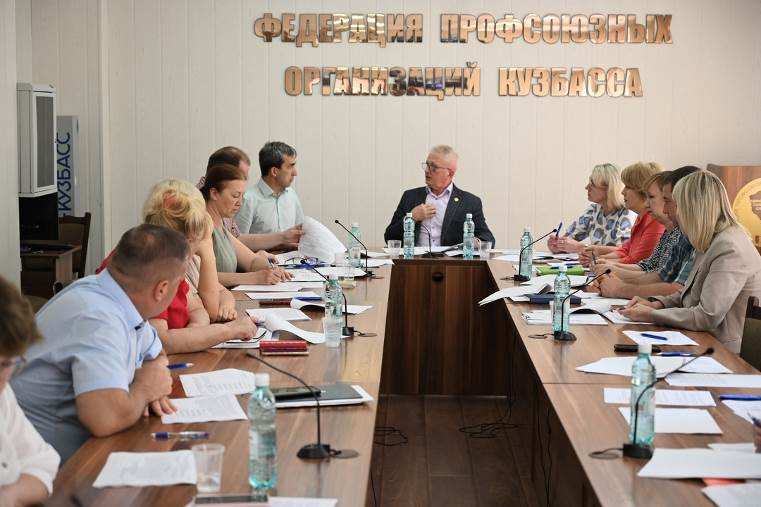 ФЕДЕРАЦИЯ ПРОФСОЮЗНЫХ
ОРГАНИЗАЦИЙ КУЗБАССА
КУЗБАСС